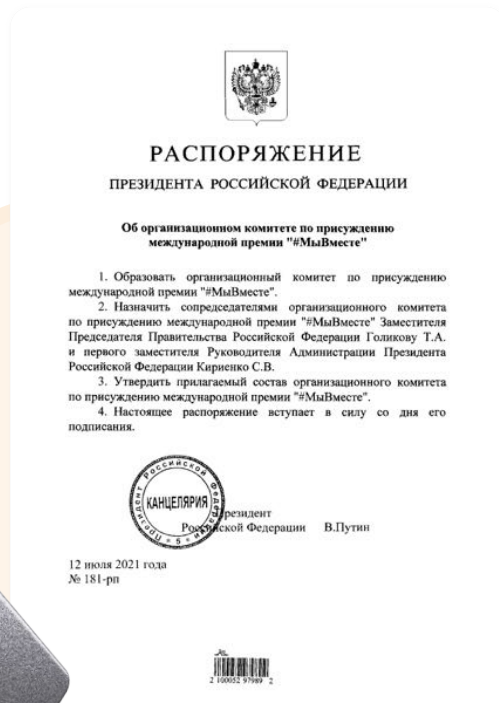 РАСПОРЯЖЕНИЕ
ПРЕЗИДЕНТА РОССИЙСКОЙ ФЕДЕРАЦИИ
Об организационном комитете по присуждению
международной премии "#МыВместе"
1. Образовать организационный комитет по присуждению
международной премии "#МыВместе".
2. Назначить сопредседателями организационного комитета
по присуждению международной премии "#МыВместе" Заместителя
Председателя Правительства Российской Федерации Голикову Т.А.
и первого заместителя Руководителя Администрации Президента
Российской Федерации Кириенко С.В.
3. Утвердить прилагаемый состав организационного комитета
по присуждению международной премии "#МыВместе".
4. Настоящее распоряжение вступает в силу со дня его
подписания.
Президент Российской Федерации
КАНЦЕЛЯРИЯ
* 5 *
Президент
Российской Федерации В.Путин
12 июля 2021 года
№ 181-рп
2 100052 97989 2